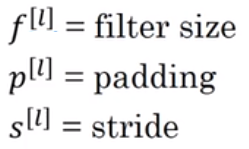 f^[l] = filter size
p^[l] = padding
s^[l] = stride